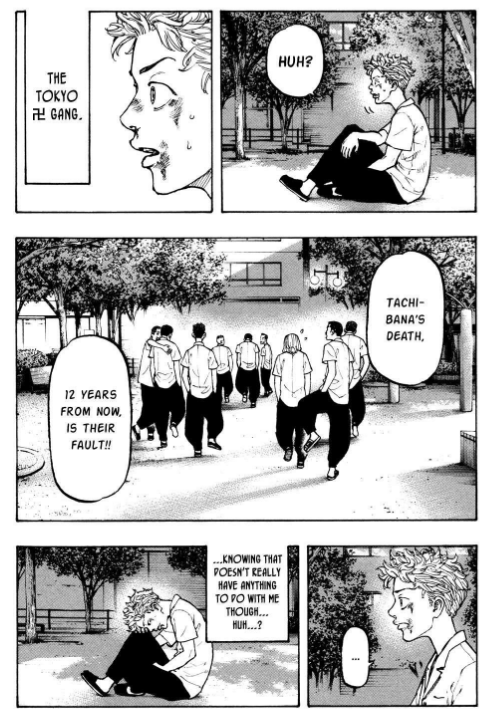 HUH?
THE
TOKYO
卍 GANG.
TACHI-
BANA'S
DEATH,
12 YEARS
FROM NOW,
IS THEIR
FAULT!!
...
...KNOWING THAT
DOESN'T REALLY
HAVE ANYTHING
TO DO WITH ME
THOUGH...
HUH...?